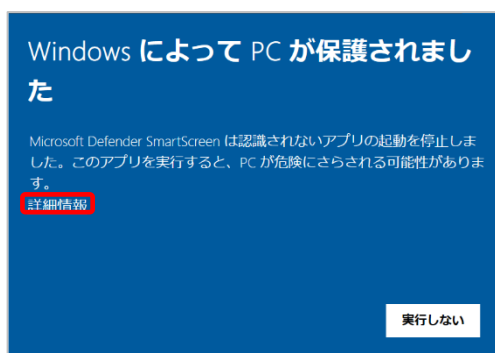 Windows によって PC が保護されまし
た
Microsoft Defender SmartScreen は認識されないアプリの起動を停止しま
した。このアプリを実行すると、PC が危険にさらされる可能性がありま
す。
詳細情報
実行しない